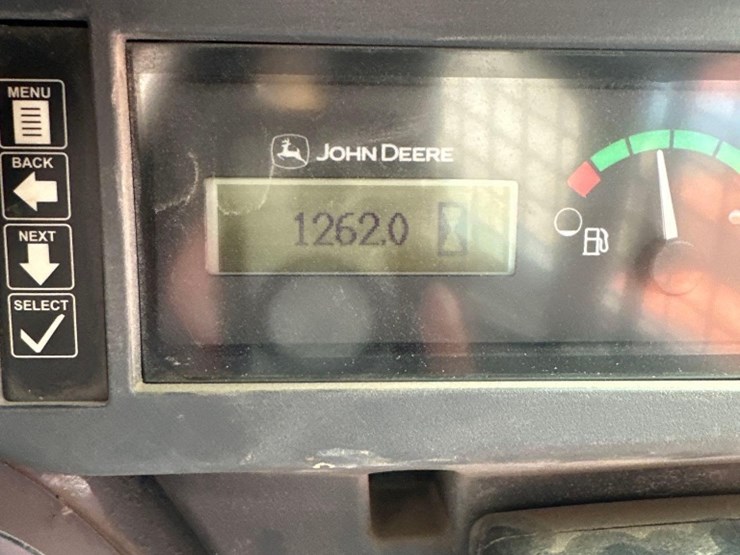 MENU
BACK
NEXT
SELECT
JOHN DEERE
1262.0